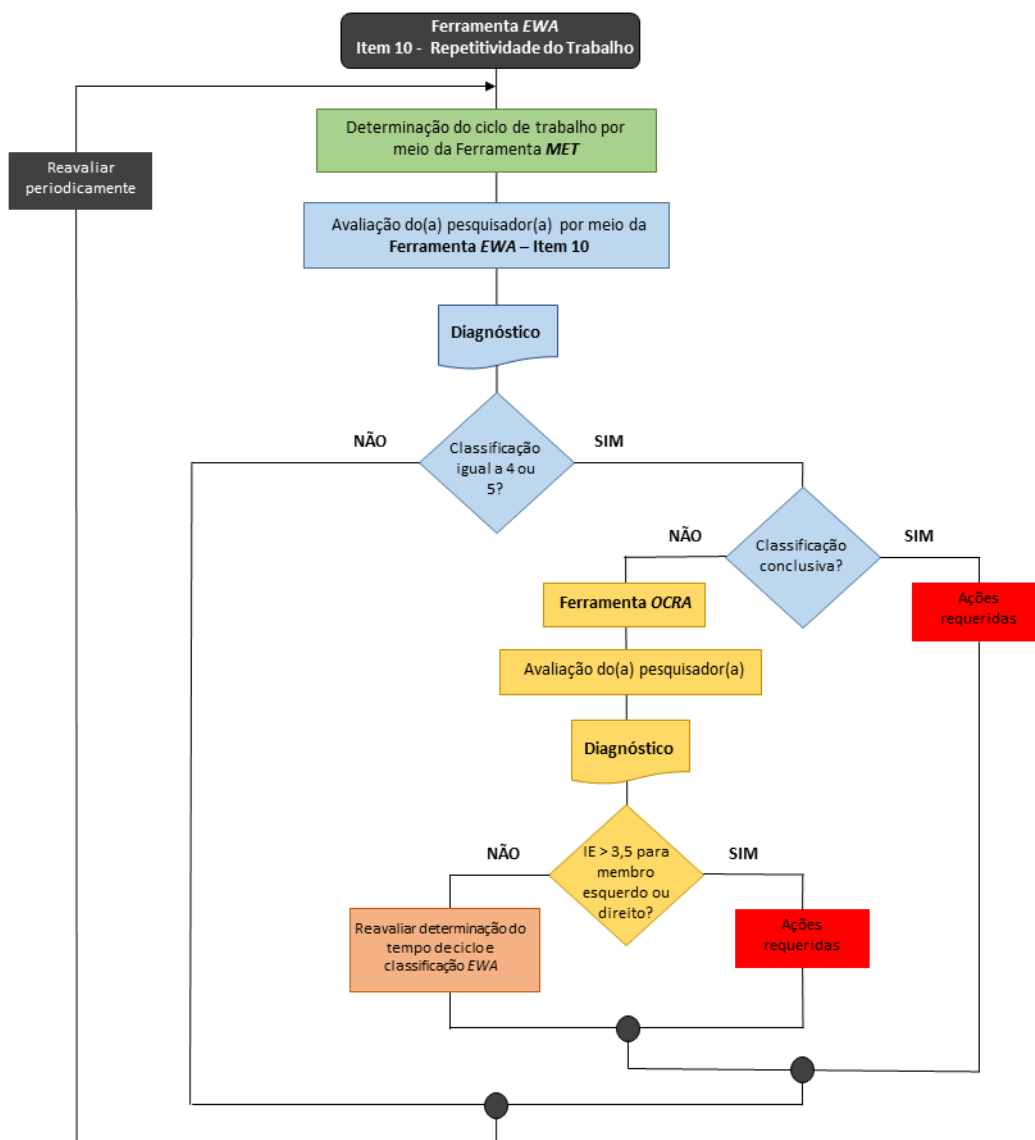 Ferramenta EWA
Item 10 - Repetitividade do Trabalho
Determinação do ciclo de trabalho por
meio da Ferramenta MET
Reavaliar
periodicamente
Avaliação do(a) pesquisador(a) por meio da
Ferramenta EWA – Item 10
Diagnóstico
NÃO
Classificação
igual a 4 ou
5?
SIM
NÃO
Classificação
conclusiva?
SIM
Ferramenta OCRA
Ações
requeridas
Avaliação do(a) pesquisador(a)
Diagnóstico
NÃO
IE > 3,5 para
membro
esquerdo ou
direito?
SIM
Reavaliar determinação do
tempo de ciclo e
classificação EWA
Ações
requeridas